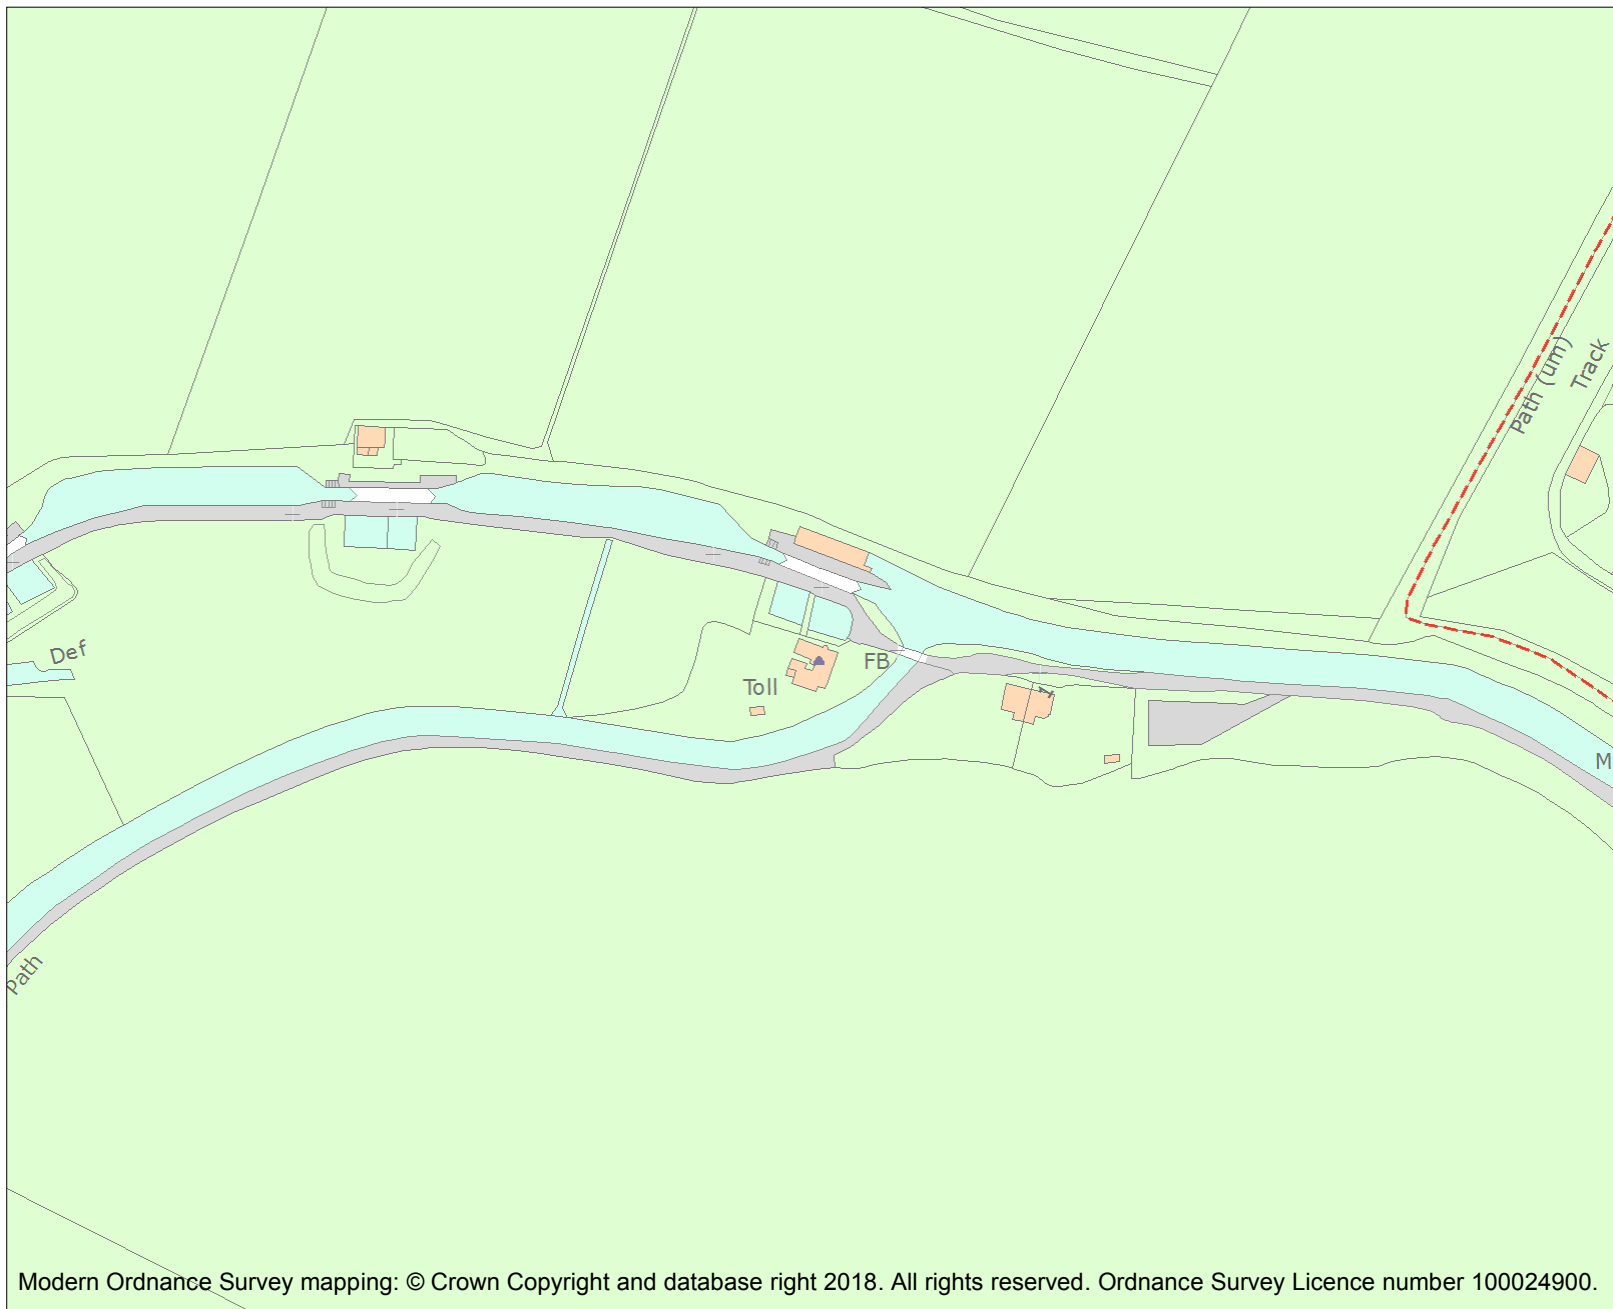 Path (um)
Track
Def
FB
Toll
1
M
Path
Modern Ordnance Survey mapping: © Crown Copyright and database right 2018. All rights reserved. Ordnance Survey Licence number 100024900.